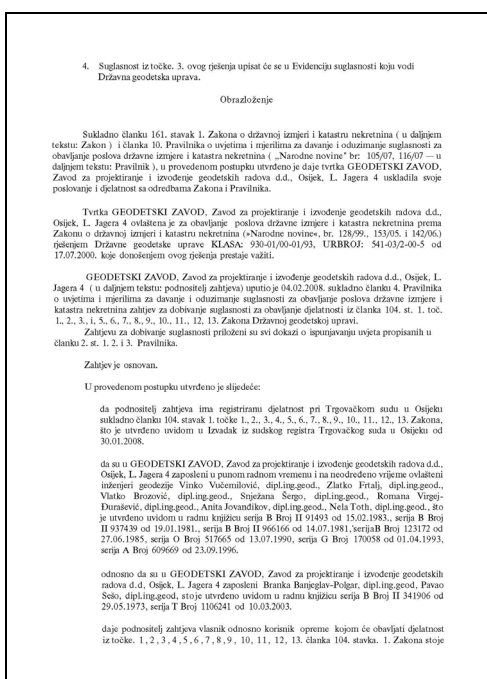 4. Suglasnost iz točke. 3. ovog rješenja upisat će se u Evidenciju suglasnosti koju vodi
Državna geodetska uprava.
Obrazloženje
Sukladno članku 161. stavak 1. Zakona o državnoj izmjeri i katastru nekretnina ( u daljnjem
tekstu: Zakon ) i članka 10. Pravilnika o uvjetima i mjerilima za davanje i oduzimanje suglasnosti za
obavljanje poslova državne izmjere i katastra nekretnina ( „Narodne novine" br: 105/07, 116/07 — u
daljnjem tekstu: Pravilnik ), u provedenom postupku utvrđeno je daje tvrtka GEODETSKI ZAVOD,
Zavod za projektiranje i izvođenje geodetskih radova d.d., Osijek, L. Jagera 4 uskladila svoje
poslovanje i djelatnost sa odredbama Zakona i Pravilnika.
Tvrtka GEODETSKI ZAVOD, Zavod za projektiranje i izvođenje geodetskih radova d.d.,
Osijek, L. Jagera 4 ovlaštena je za obavljanje poslova državne izmjere i katastra nekretnina prema
Zakonu o državnoj izmjeri i katastru nekretnina (»Narodne novine«, br. 128/99., 153/05. i 142/06.)
rješenjem Državne geodetske uprave KLASA: 930-01/00-01/93, URBROJ: 541-03/2-00-5 od
17.07.2000. koje donošenjem ovog rješenja prestaje važiti.
GEODETSKI ZAVOD, Zavod za projektiranje i izvođenje geodetskih radova d.d., Osijek, L.
Jagera 4 ( u daljnjem tekstu: podnositelj zahtjeva) uputio je 04.02.2008. sukladno članku 4. Pravilnika
o uvjetima i mjerilima za davanje i oduzimanje suglasnosti za obavljanje poslova državne izmjere i
katastra nekretnina zahtjev za dobivanje suglasnosti za obavljanje djelatnosti iz članka 104. st. 1. toč.
1., 2., 3., i, 5., 6., 7., 8., 9., 10., 11., 12, 13. Zakona Državnoj geodetskoj upravi.
Zahtjevu za dobivanje suglasnosti priloženi su svi dokazi o ispunjavanju uvjeta propisanih u
članku 2. st. 1. 2. i 3. Pravilnika.
Zahtjev je osnovan.
U provedenom postupku utvrđeno je slijedeće:
da podnositelj zahtjeva ima registriranu djelatnost pri Trgovačkom sudu u Osijeku
sukladno članku 104. stavak 1. točke 1., 2., 3., 4., 5., 6., 7., 8., 9., 10., 11., 12., 13. Zakona,
što je utvrđeno uvidom u Izvadak iz sudskog registra Trgovačkog suda u Osijeku od
30.01.2008.
da su u GEODETSKI ZAVOD, Zavod za projektiranje i izvođenje geodetskih radova d.d.,
Osijek, L. Jagera 4 zaposleni u punom radnom vremenu i na neodređeno vrijeme ovlašteni
inženjeri geodezije Vinko Vučemilović, dipl.ing.geod., Zlatko Frtalj, dipl.ing.geod.,
Vlatko Brozović, dipl.ing.geod., Snježana Šergo, dipl.ing.geod., Romana Virgej-
Đurašević, dipl.ing.geod., Anita Jovanđikov, dipl.ing.geod., Nela Toth, dipl.ing.geod., što
je utvrđeno uvidom u radnu knjižicu serija B Broj II 91493 od 15.02.1983., serija B Broj
II 937439 od 19.01.1981., serija B Broj II 966166 od 14.07.1981,'serijaB Broj 123172 od
27.06.1985, serija O Broj 517665 od 13.07.1990, serija G Broj 170058 od 01.04.1993,
serija A Broj 609669 od 23.09.1996.
odnosno da su u GEODETSKI ZAVOD, Zavod za projektiranje i izvođenje geodetskih
radova d.d, Osijek, L. Jagera 4 zaposleni Branka Banjeglav-Polgar, dipl.ing.geod, Pavao
Sešo, dipl.ing.geod, stoje utvrđeno uvidom u radnu knjižicu serija B Broj II 341906 od
29.05.1973, serija T Broj 1106241 od 10.03.2003.
daje podnositelj zahtjeva vlasnik odnosno korisnik opreme kojom će obavljati djelatnost
iz točke. 1 , 2 , 3 , 4 , 5 , 6 , 7 , 8 , 9 , 10, 11, 12, 13. članka 104. stavka. 1. Zakona stoje